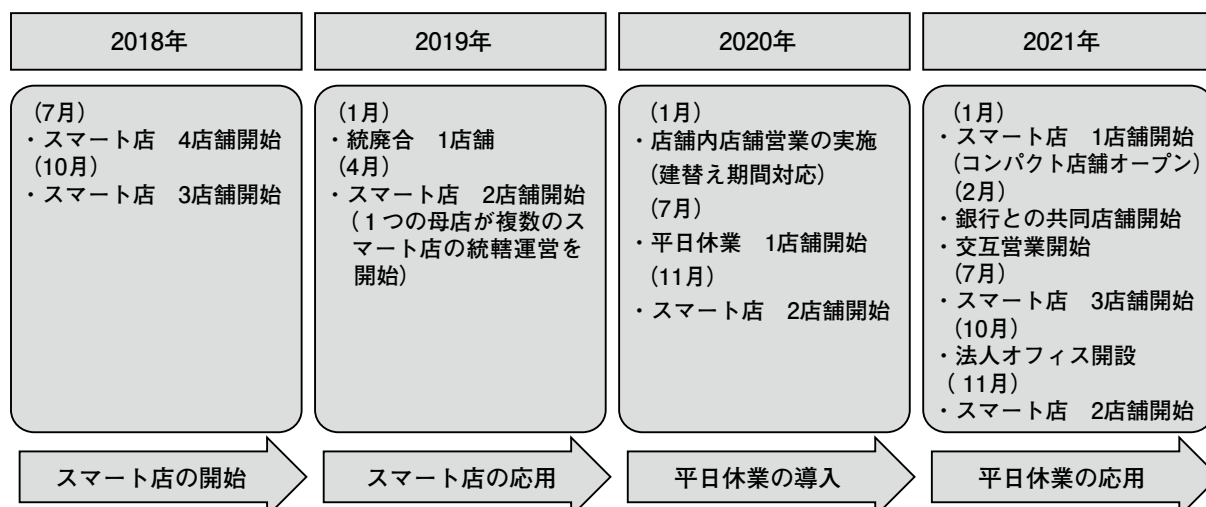 2018年
(7月)
・スマート店　4店舗開始
(10月)
・スマート店　3店舗開始
スマート店の開始
2019年
(1月)
・統廃合　1店舗
(4月)
・スマート店　2店舗開始
(１つの母店が複数のス
マート店の統轄運営を
開始)
スマート店の応用
2020年
(1月)
・店舗内店舗営業の実施
(建替え期間対応)
(7月)
・平日休業　1店舗開始
(11月)
・スマート店　2店舗開始
平日休業の導入
2021年
(1月)
・スマート店　1店舗開始
(コンパクト店舗オープン)
(2月)
・銀行との共同店舗開始
・交互営業開始
(7月)
・スマート店　3店舗開始
(10月)
・法人オフィス開設
( 11月)
・スマート店　2店舗開始
平日休業の応用